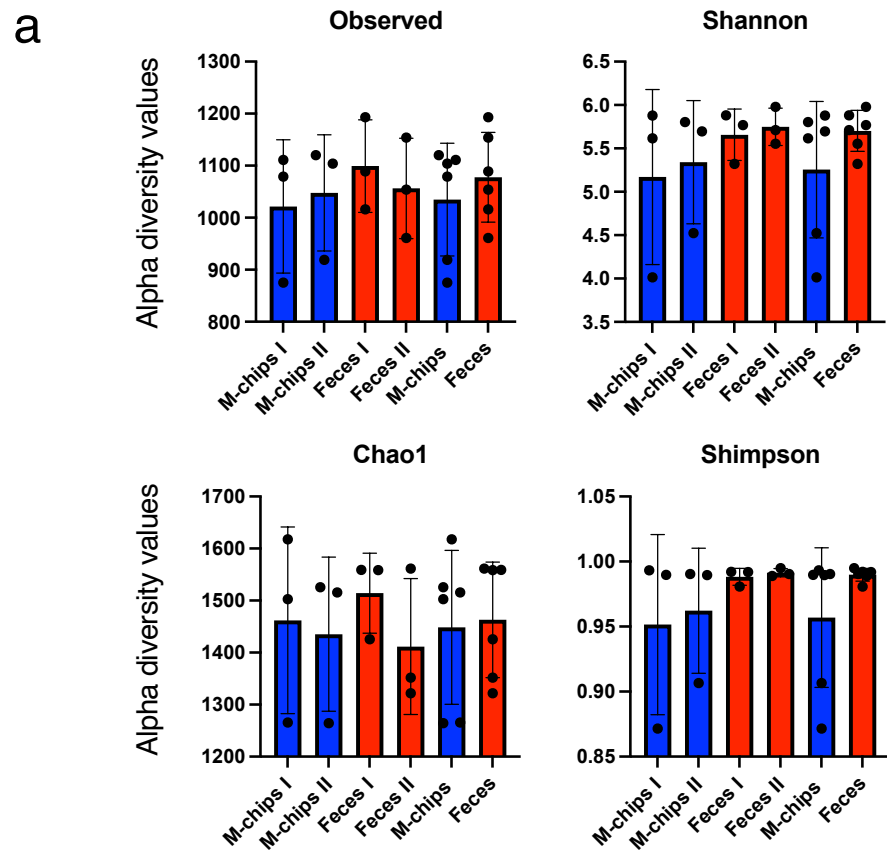 a
Observed
Alpha diversity values
1300
1200
1100
1000
900
800
M-chips I
M-chips II
Feces I
Feces II
M-chips
Feces
Shannon
6.5
6.0
5.5
5.0
4.5
4.0
3.5
M-chips I
M-chips II
Feces I
Feces II
M-chips
Feces
Chao1
Alpha diversity values
1700
1600
1500
1400
1300
1200
M-chips I
M-chips II
Feces I
Feces II
M-chips
Feces
Shimpson
1.05
1.00
0.95
0.90
0.85
M-chips I
M-chips II
Feces I
Feces II
M-chips
Feces